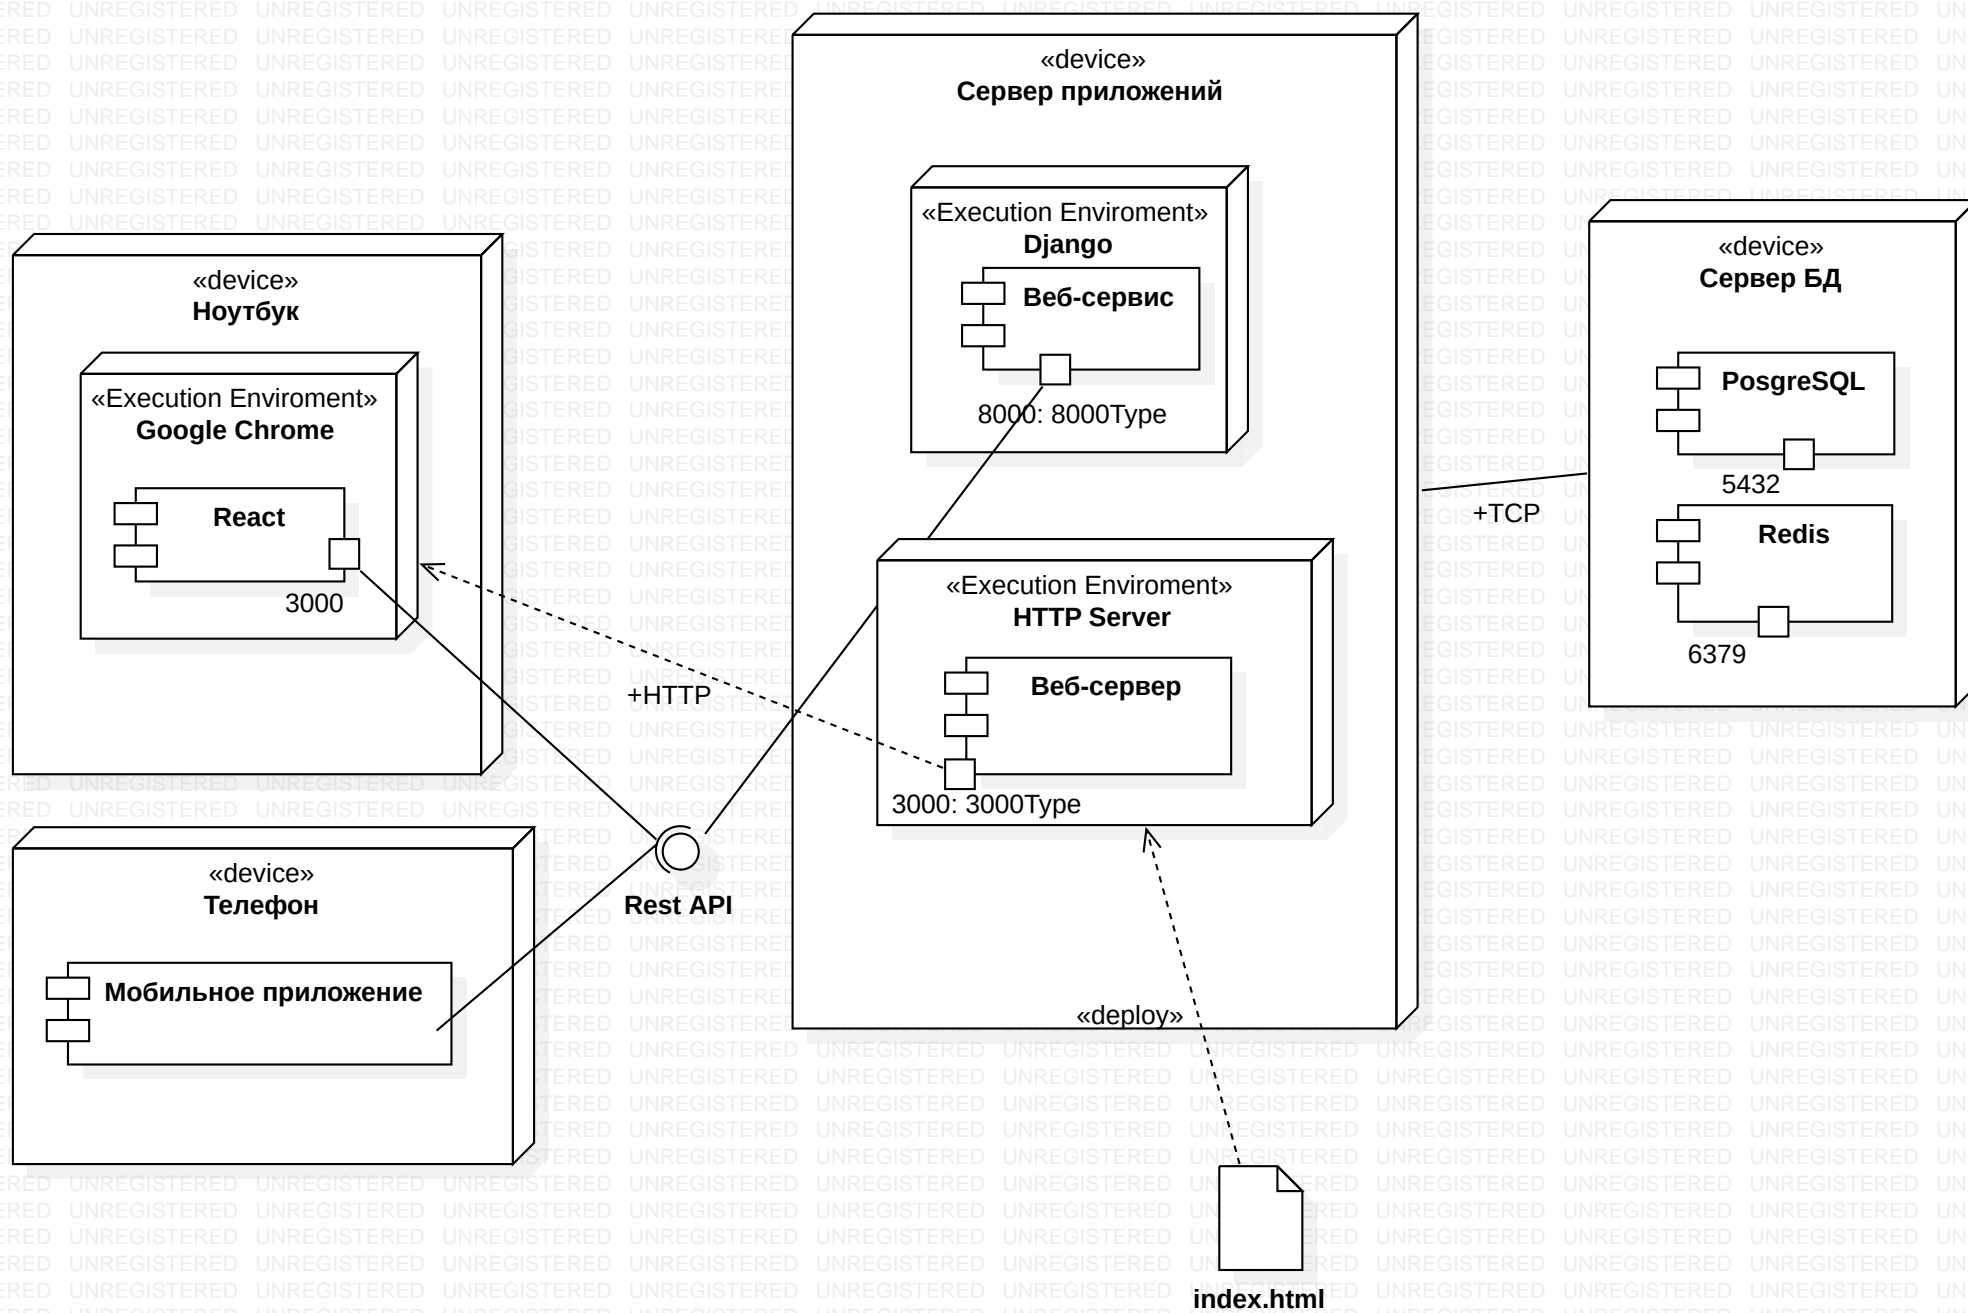 «device»
Сервер приложений
«Execution Enviroment»
Django
Веб-сервис
8000: 8000Type
«device»
Сервер БД
PosgreSQL
5432
Redis
6379
+TCP
«device»
Ноутбук
«Execution Enviroment»
Google Chrome
React
3000
+HTTP
«Execution Enviroment»
HTTP Server
Веб-сервер
3000: 3000Type
«device»
Телефон
Мобильное приложение
Rest API
«deploy»
index.html
UNREGISTERED